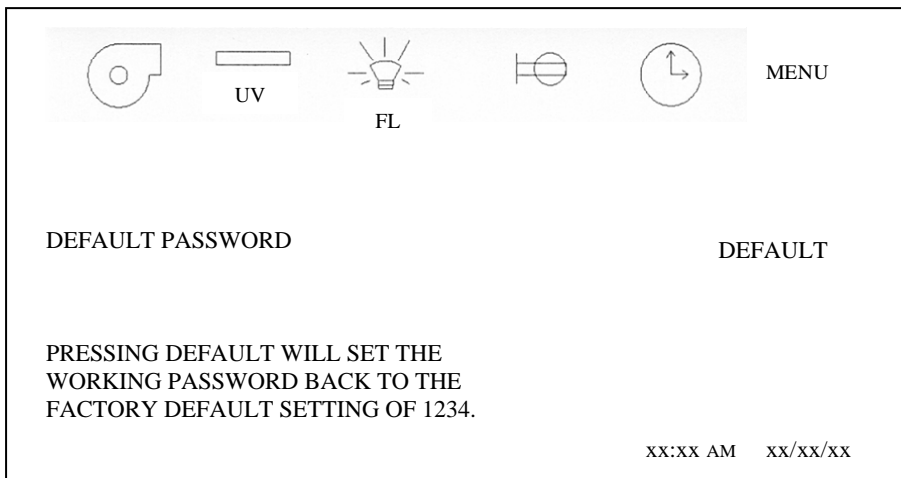 MENU
UV
FL
DEFAULT PASSWORD
DEFAULT
PRESSING DEFAULT WILL SET THE
WORKING PASSWORD BACK TO THE
FACTORY DEFAULT SETTING OF 1234.
xx:xx AM xx/xx/xx